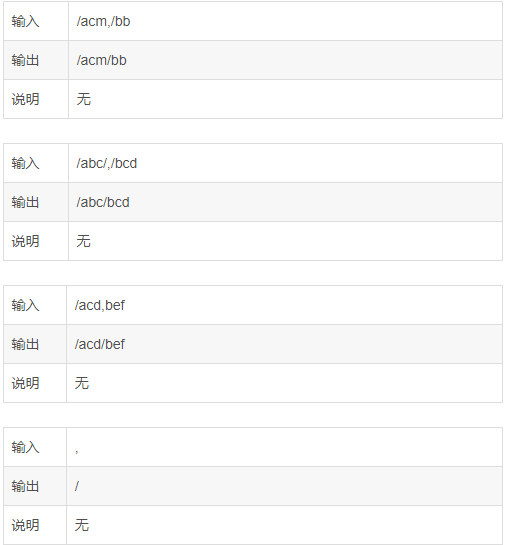 输入 /acm,/bb
输出 /acm/bb
说明 无
输入 /abc/,/bcd
输出 /abc/bcd
说明 无
输入 /acd,bef
输出 /acd/bef
说明 无
输入 ,
输出 /
说明 无